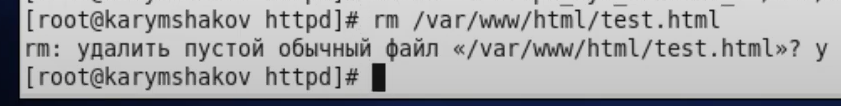 [root@karymshakov httpd]# rm /var/www/html/test.html
rm: удалить пустой обычный файл «/var/www/html/test.html»? y
[root@karymshakov httpd]#